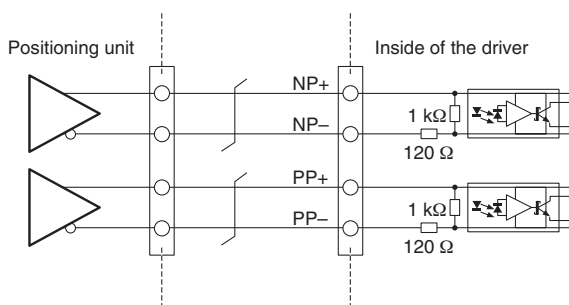 Positioning unit
Inside of the driver
NP+
1 kΩ
NP–
120 Ω
PP+
1 kΩ
PP–
120 Ω